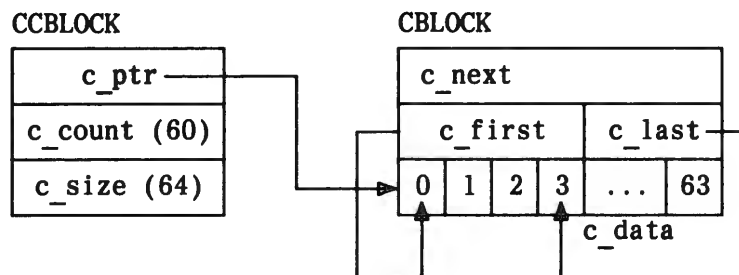 CCBLOCK
c_ptr
c_count (60)
c_size (64)
CBLOCK
c_next
c_first c_last
0 1 2 3 ... 63
c_data